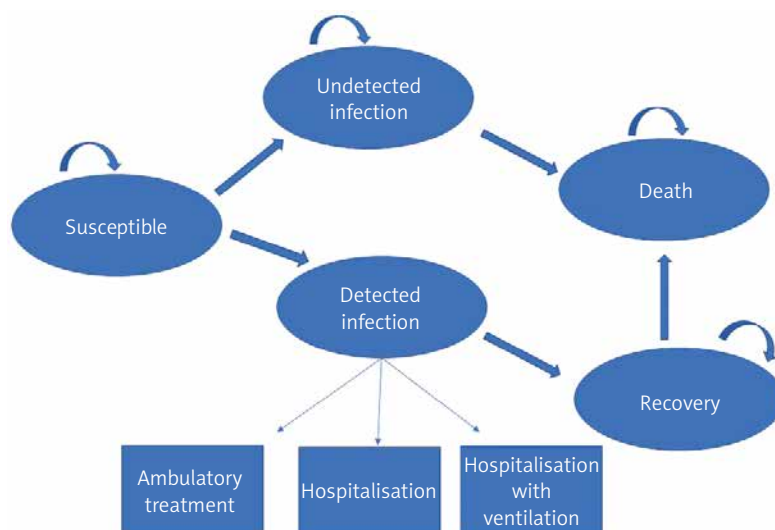 Undetected
infection
Susceptible
Death
Detected
infection
Recovery
Ambulatory
treatment
Hospitalisation
Hospitalisation
with
ventilation